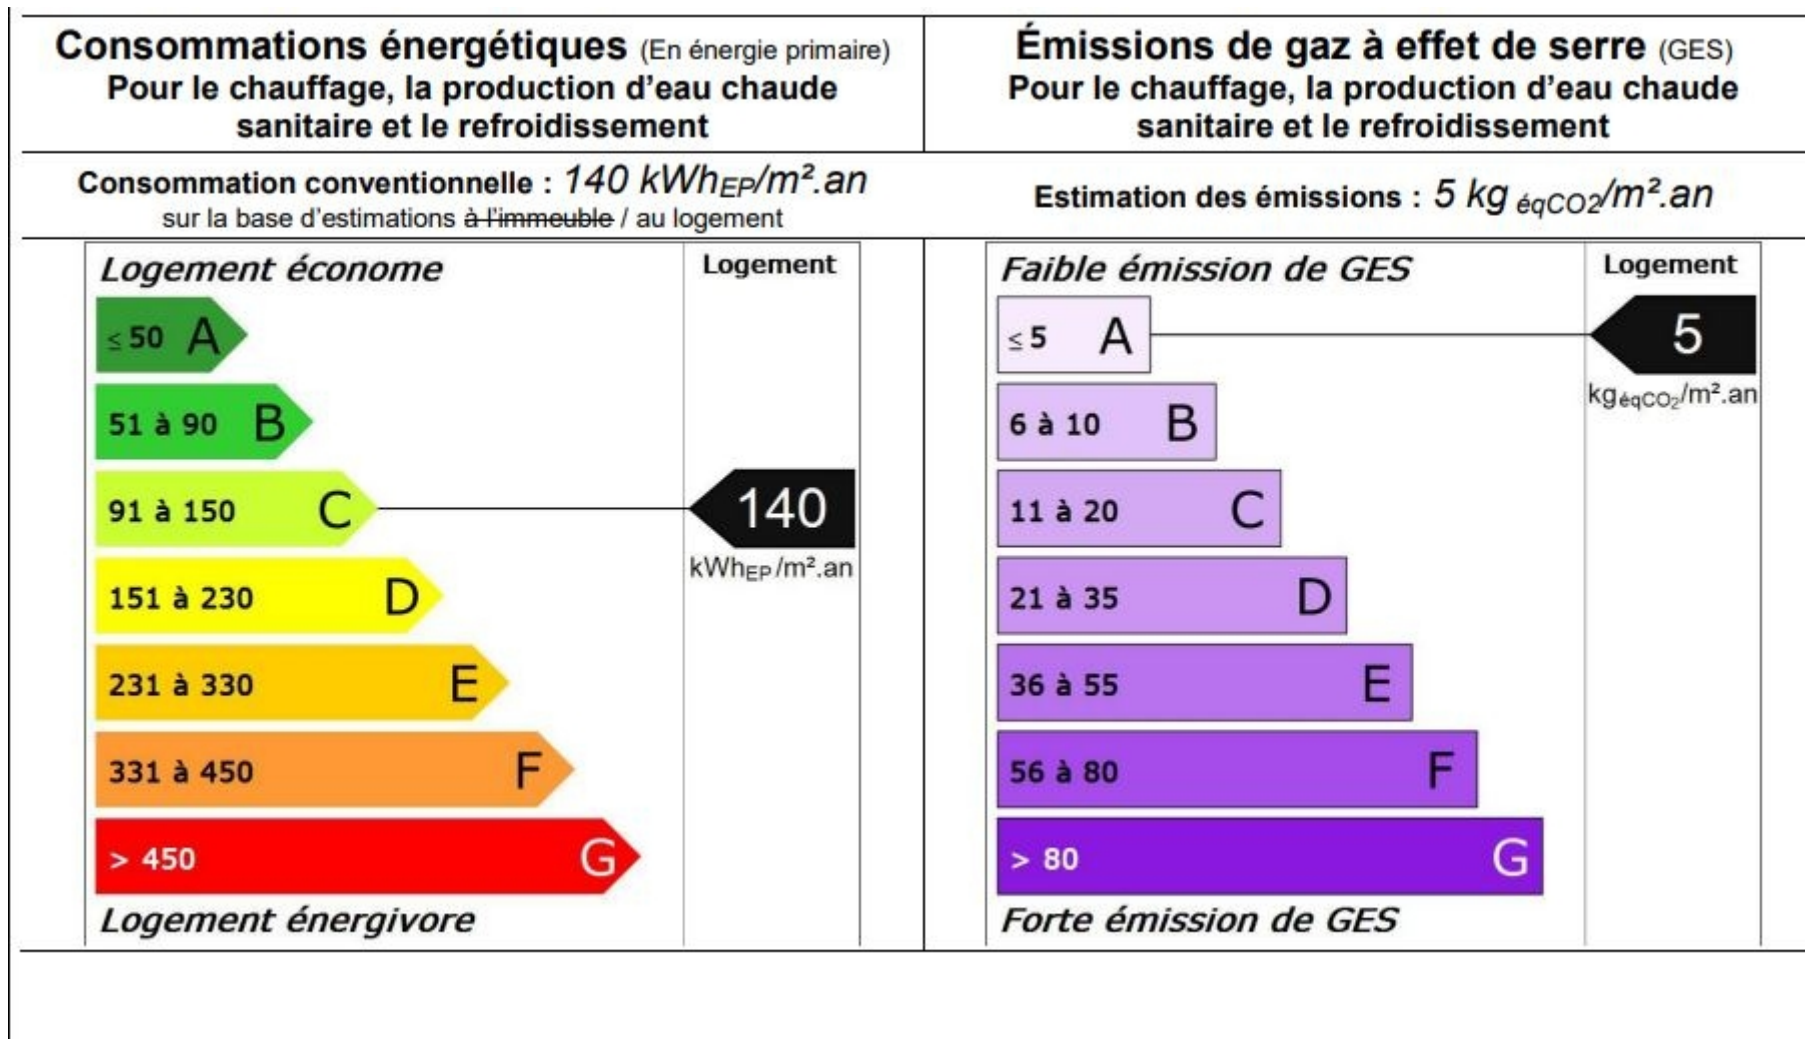 Consommations énergétiques (En énergie primaire)
Pour le chauffage, la production d'eau chaude
sanitaire et le refroidissement
Consommation conventionnelle : 140 kWhEP/m².an
sur la base d'estimations à l'immeuble / au logement
Logement économe
Logement
≤ 50 A
51 à 90 B
91 à 150 C
140
kWhEP/m².an
151 à 230 D
231 à 330 E
331 à 450 F
> 450 G
Logement énergivore
Émissions de gaz à effet de serre (GES)
Pour le chauffage, la production d'eau chaude
sanitaire et le refroidissement
Estimation des émissions : 5 kg éqCO2/m².an
Faible émission de GES
Logement
≤ 5 A
5
kgéqCO2/m².an
6 à 10 B
11 à 20 C
21 à 35 D
36 à 55 E
56 à 80 F
> 80 G
Forte émission de GES